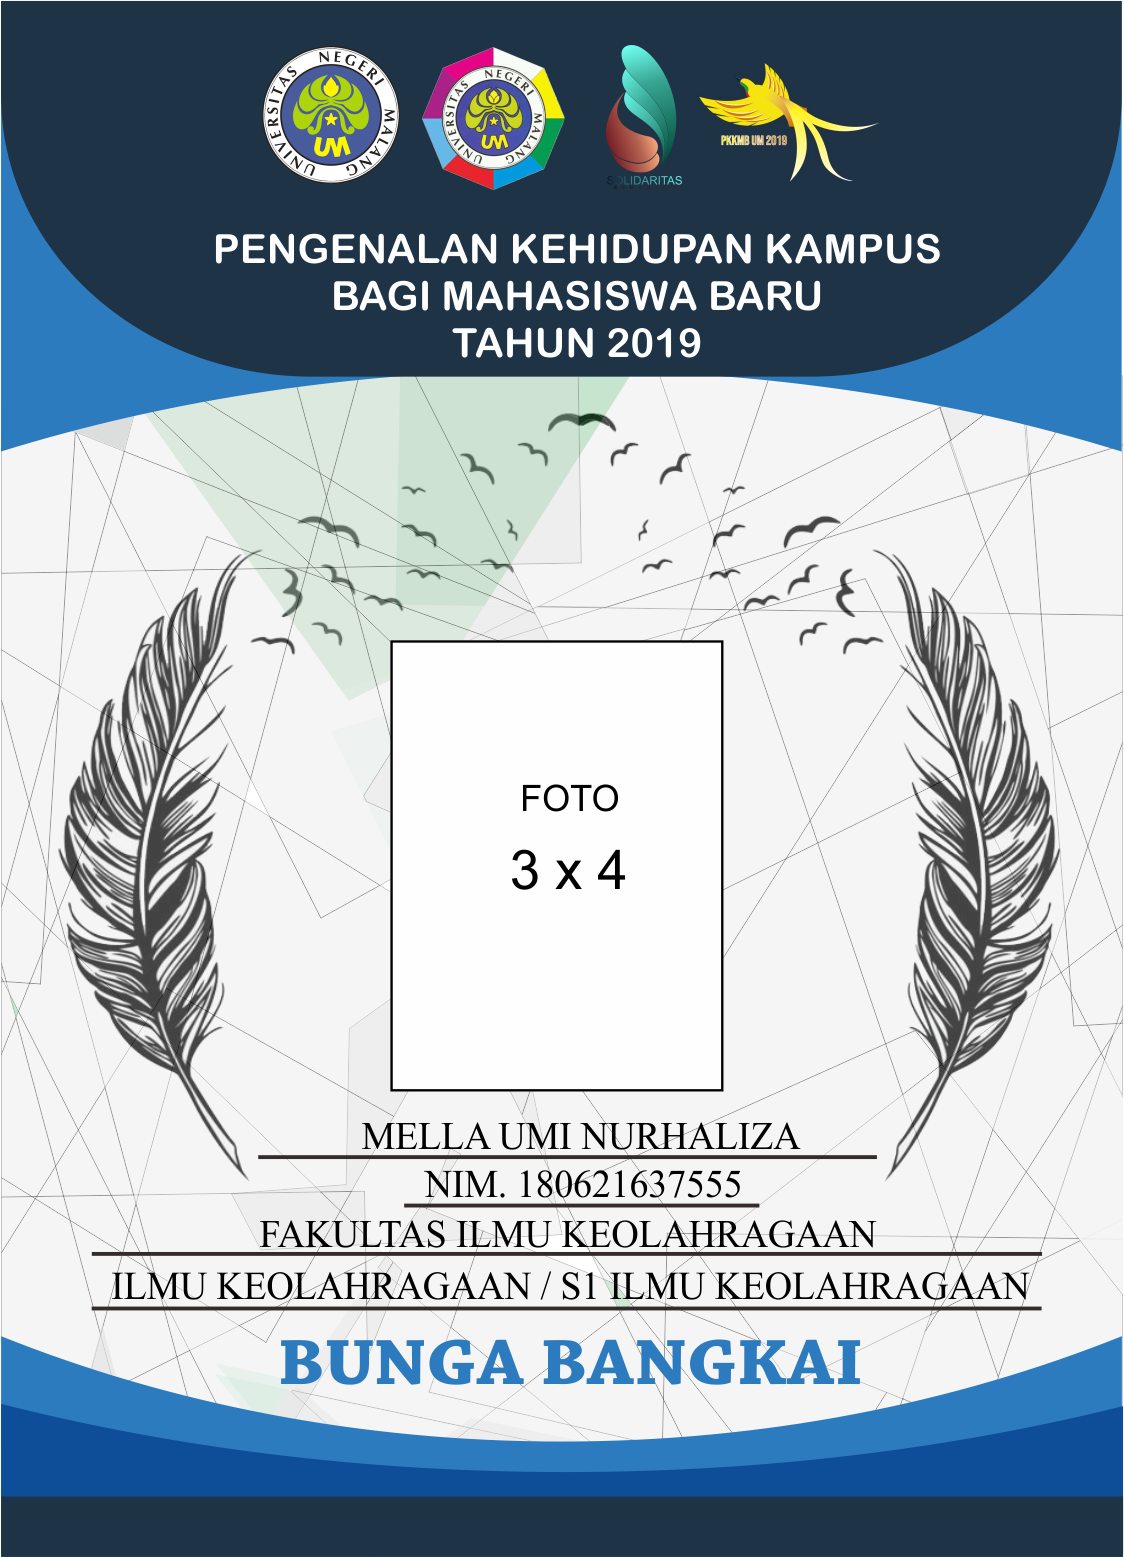 UNIVERSITAS NEGERI MALANG
UM
UNIVERSITAS NEGERI MALANG
UM
SOLIDARITAS
PKKMB UM 2019
PENGENALAN KEHIDUPAN KAMPUS
BAGI MAHASISWA BARU
TAHUN 2019
FOTO
3 x 4
MELLA UMI NURHALIZA
NIM. 180621637555
FAKULTAS ILMU KEOLAHRAGAAN
ILMU KEOLAHRAGAAN / S1 ILMU KEOLAHRAGAAN
BUNGA BANGKAI